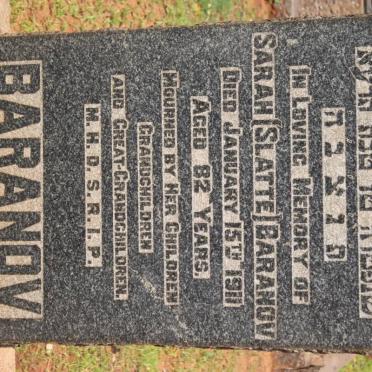 IN LOVING MEMORY OF
SARAH (SLATTE) BARANOV
DIED JANUARY 15TH 1911
AGED 82 YEARS.
MOURNED BY HER CHILDREN
GRANDCHILDREN
AND GREAT-GRANDCHILDREN.
M.H.D.S.R.I.P.
BARANOV